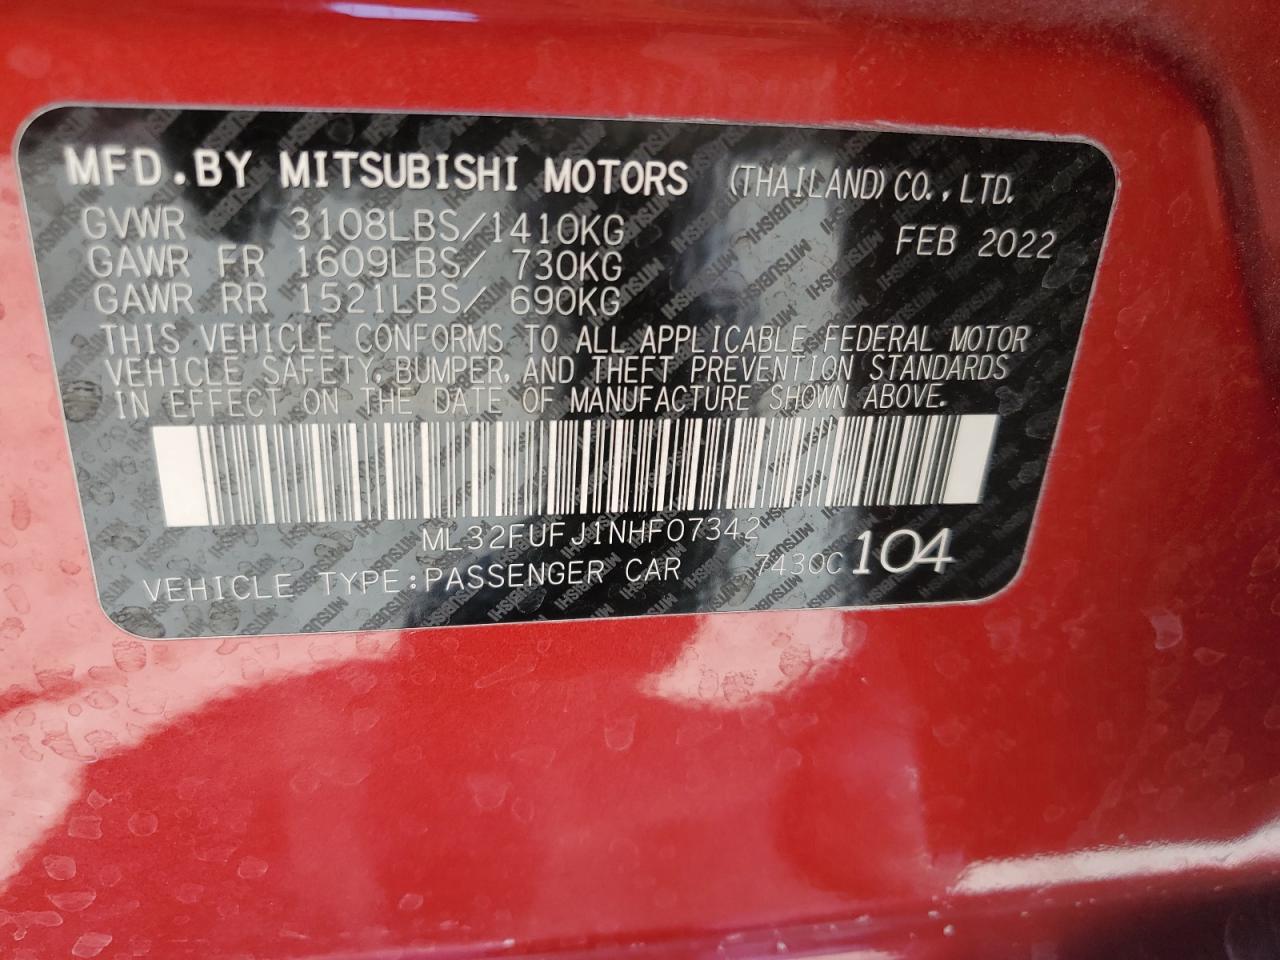 MFD.BY MITSUBISHI MOTORS (THAILAND)CO.,LTD.
GVWR 3108LBS/1410KG FEB 2022
GAWR FR 1609LBS/ 730KG
GAWR RR 1521LBS/ 690KG
THIS VEHICLE CONFORMS TO ALL APPLICABLE FEDERAL MOTOR
VEHICLE SAFETY, BUMPER, AND THEFT PREVENTION STANDARDS
IN EFFECT ON THE DATE OF MANUFACTURE SHOWN ABOVE.
ML32FUFJ1NHF07342
VEHICLE TYPE:PASSENGER CAR 7430C 104